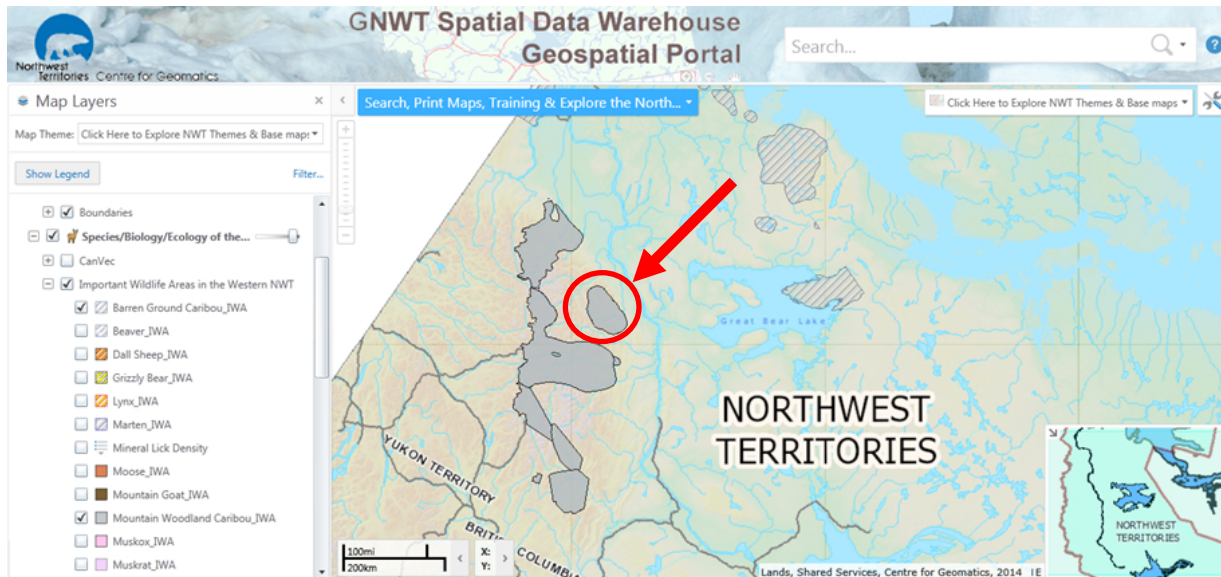 GNWT Spatial Data Warehouse
Geospatial Portal
Northwest
Territories Centre for Geomatics
Search...
?
Map Layers
Map Theme: Click Here to Explore NWT Themes & Base maps
Show Legend
Filter...
Boundaries
Species/Biology/Ecology of the...
CanVec
Important Wildlife Areas in the Western NWT
Barren Ground Caribou_IWA
Beaver_IWA
Dall Sheep_IWA
Grizzly Bear_IWA
Lynx_IWA
Marten_IWA
Mineral Lick Density
Moose_IWA
Mountain Goat_IWA
Mountain Woodland Caribou_IWA
Muskox_IWA
Muskrat_IWA
Search, Print Maps, Training & Explore the North...
Click Here to Explore NWT Themes & Base maps
Great Bear Lake
NORTHWEST
TERRITORIES
YUKON TERRITORY
BRITISH COLUMBIA
100mi
200km
X:
Y:
NORTHWEST
TERRITORIES
Lands, Shared Services, Centre for Geomatics, 2014 IE